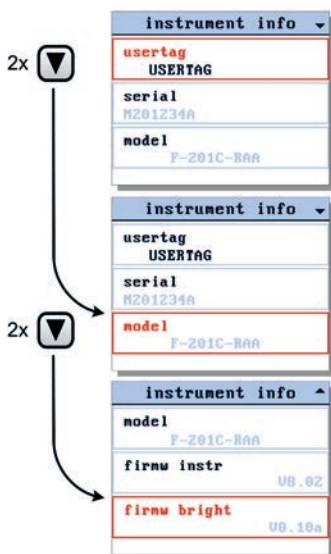 instrument info
2x
usertag
USERTAG
serial
M201234A
model
F-201C-RAA
instrument info
usertag
USERTAG
serial
M201234A
2x
model
F-201C-RAA
instrument info
model
F-201C-RAA
firmw instr
V8.02
firmw bright
V0.10a